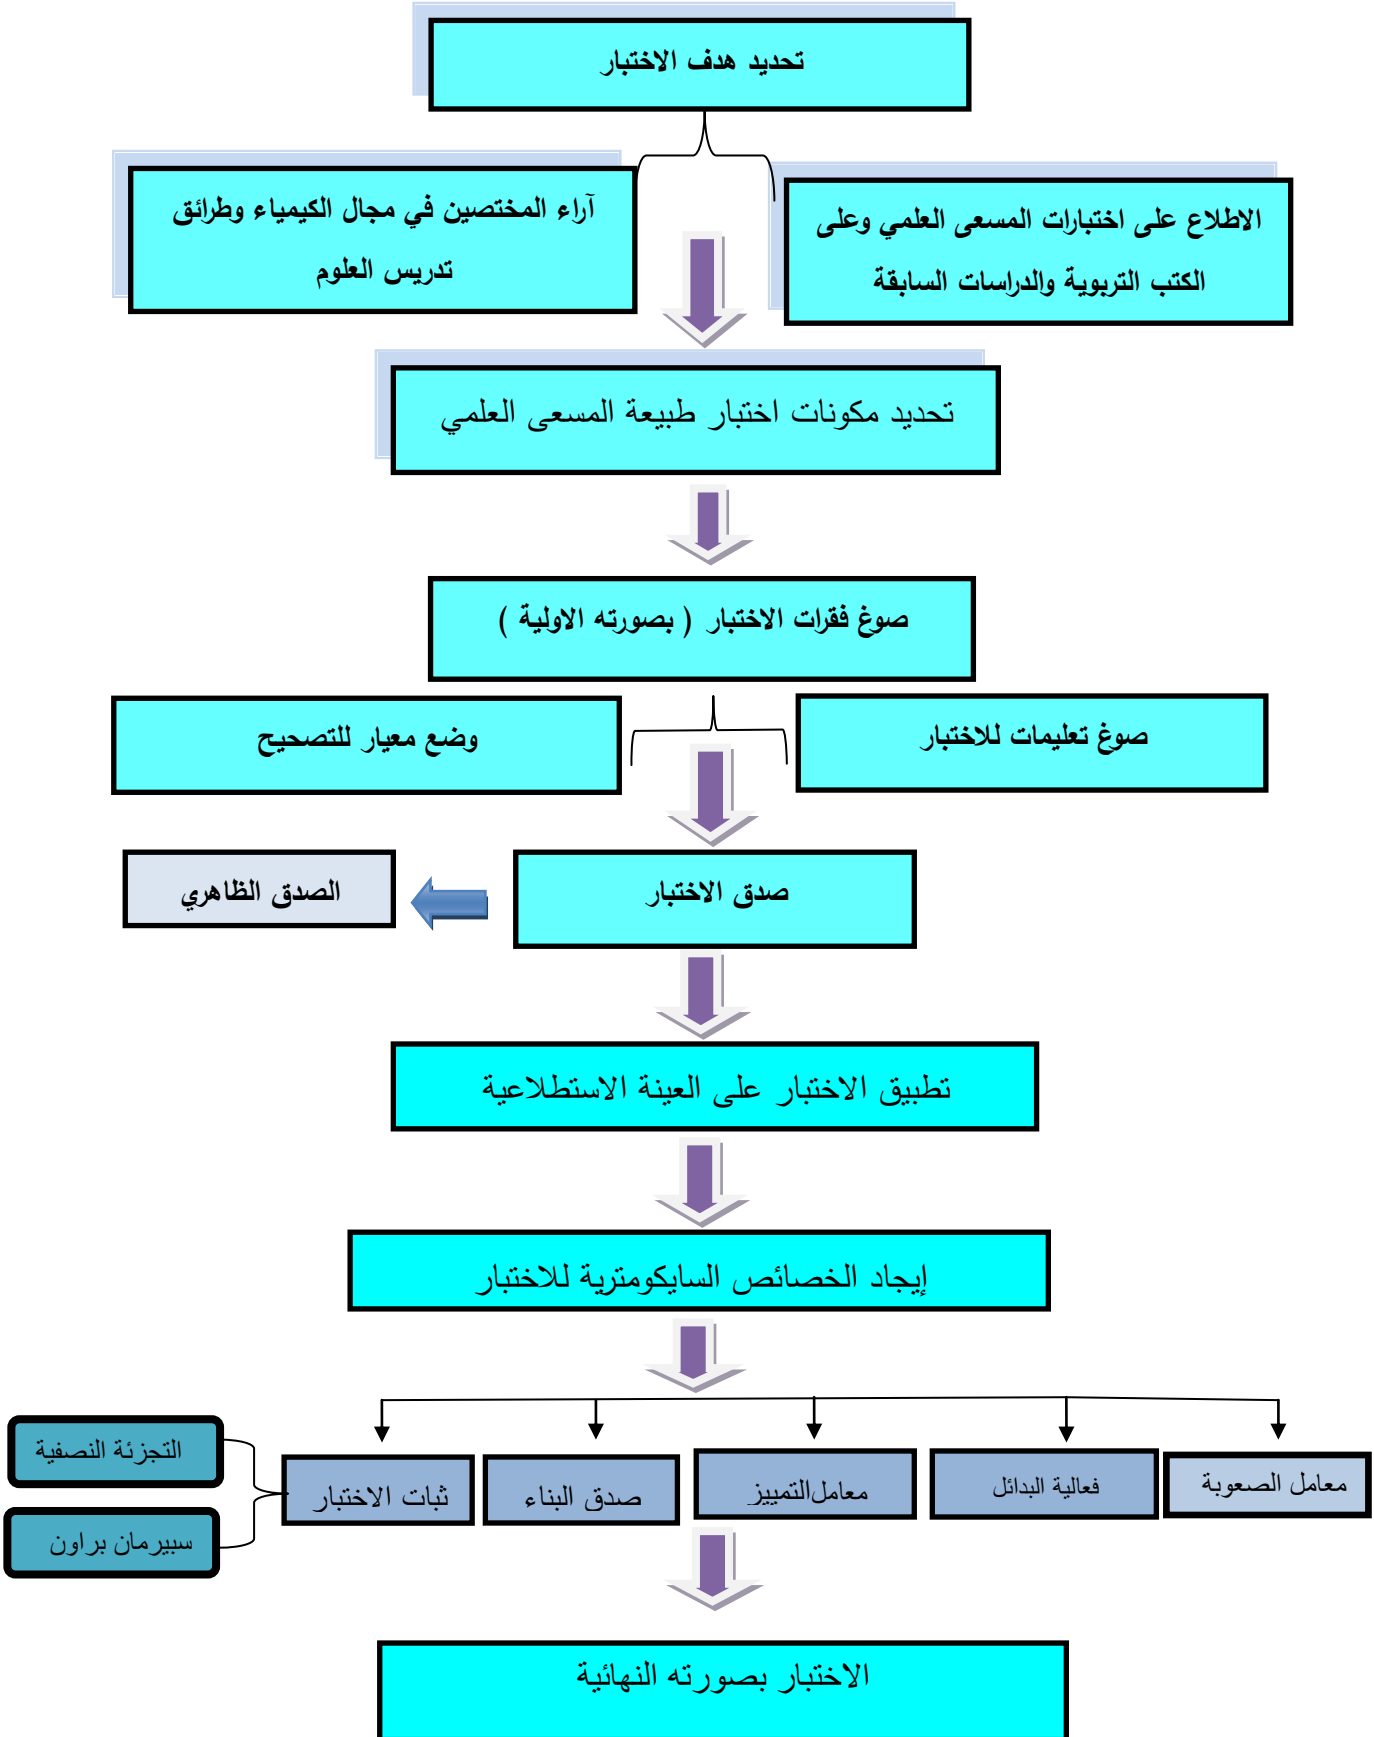 تحديد هدف الاختبار
الاطلاع على اختبارات المسعى العلمي وعلى
الكتب التربوية والدراسات السابقة
آراء المختصين في مجال الكيمياء وطرائق
تدريس العلوم
تحديد مكونات اختبار طبيعة المسعى العلمي
صوغ فقرات الاختبار ( بصورته الاولية )
صوغ تعليمات للاختبار
وضع معيار للتصحيح
صدق الاختبار
الصدق الظاهري
تطبيق الاختبار على العينة الاستطلاعية
إيجاد الخصائص السايكومترية للاختبار
معامل الصعوبة
فعالية البدائل
معامل التمييز
صدق البناء
ثبات الاختبار
التجزئة النصفية
سبيرمان براون
الاختبار بصورته النهائية